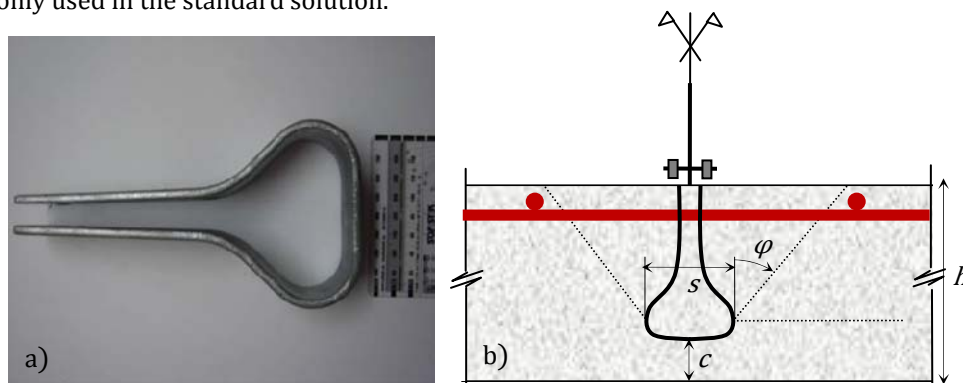 only used in the standard solution.
a)
b)
φ
s
h
c